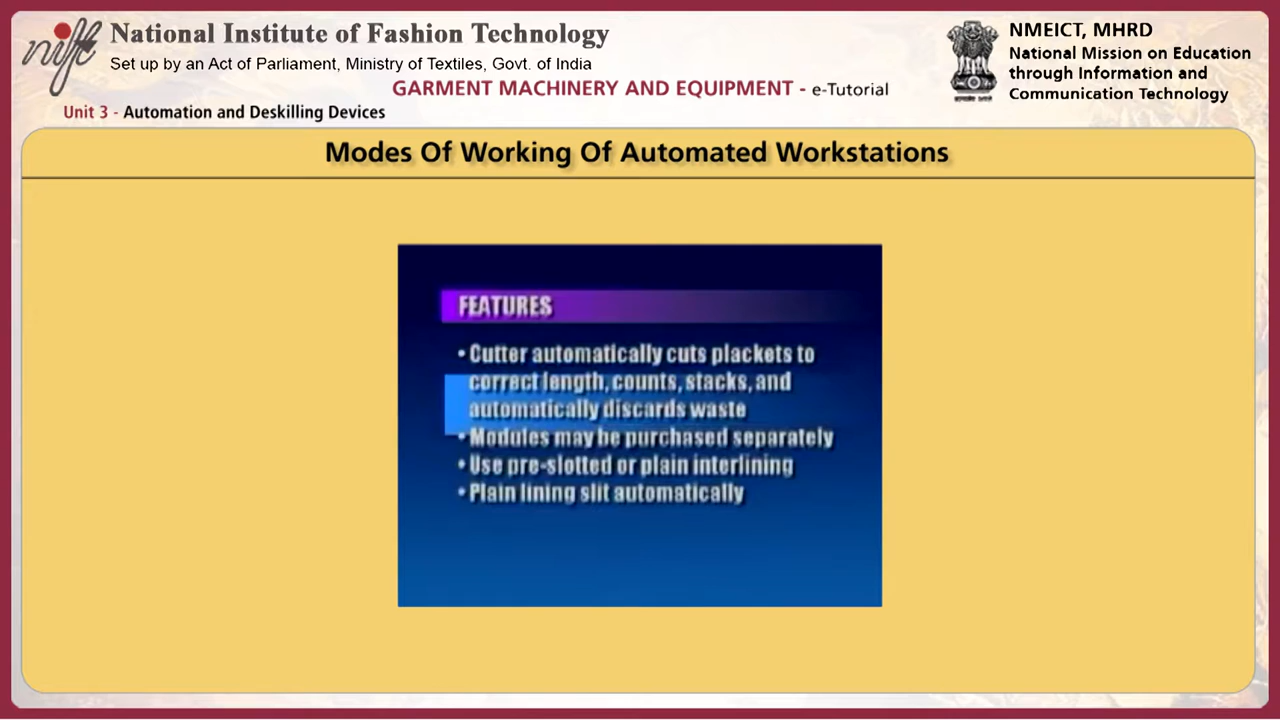 nift
National Institute of Fashion Technology
Set up by an Act of Parliament, Ministry of Textiles, Govt. of India
GARMENT MACHINERY AND EQUIPMENT - e-Tutorial
Unit 3 - Automation and Deskilling Devices
NMEICT, MHRD
National Mission on Education
through Information and
Communication Technology
Modes Of Working Of Automated Workstations
FEATURES
• Cutter automatically cuts plackets to
correct length, counts, stacks, and
automatically discards waste
• Modules may be purchased separately
• Use pre-slotted or plain interlining
• Plain lining slit automatically